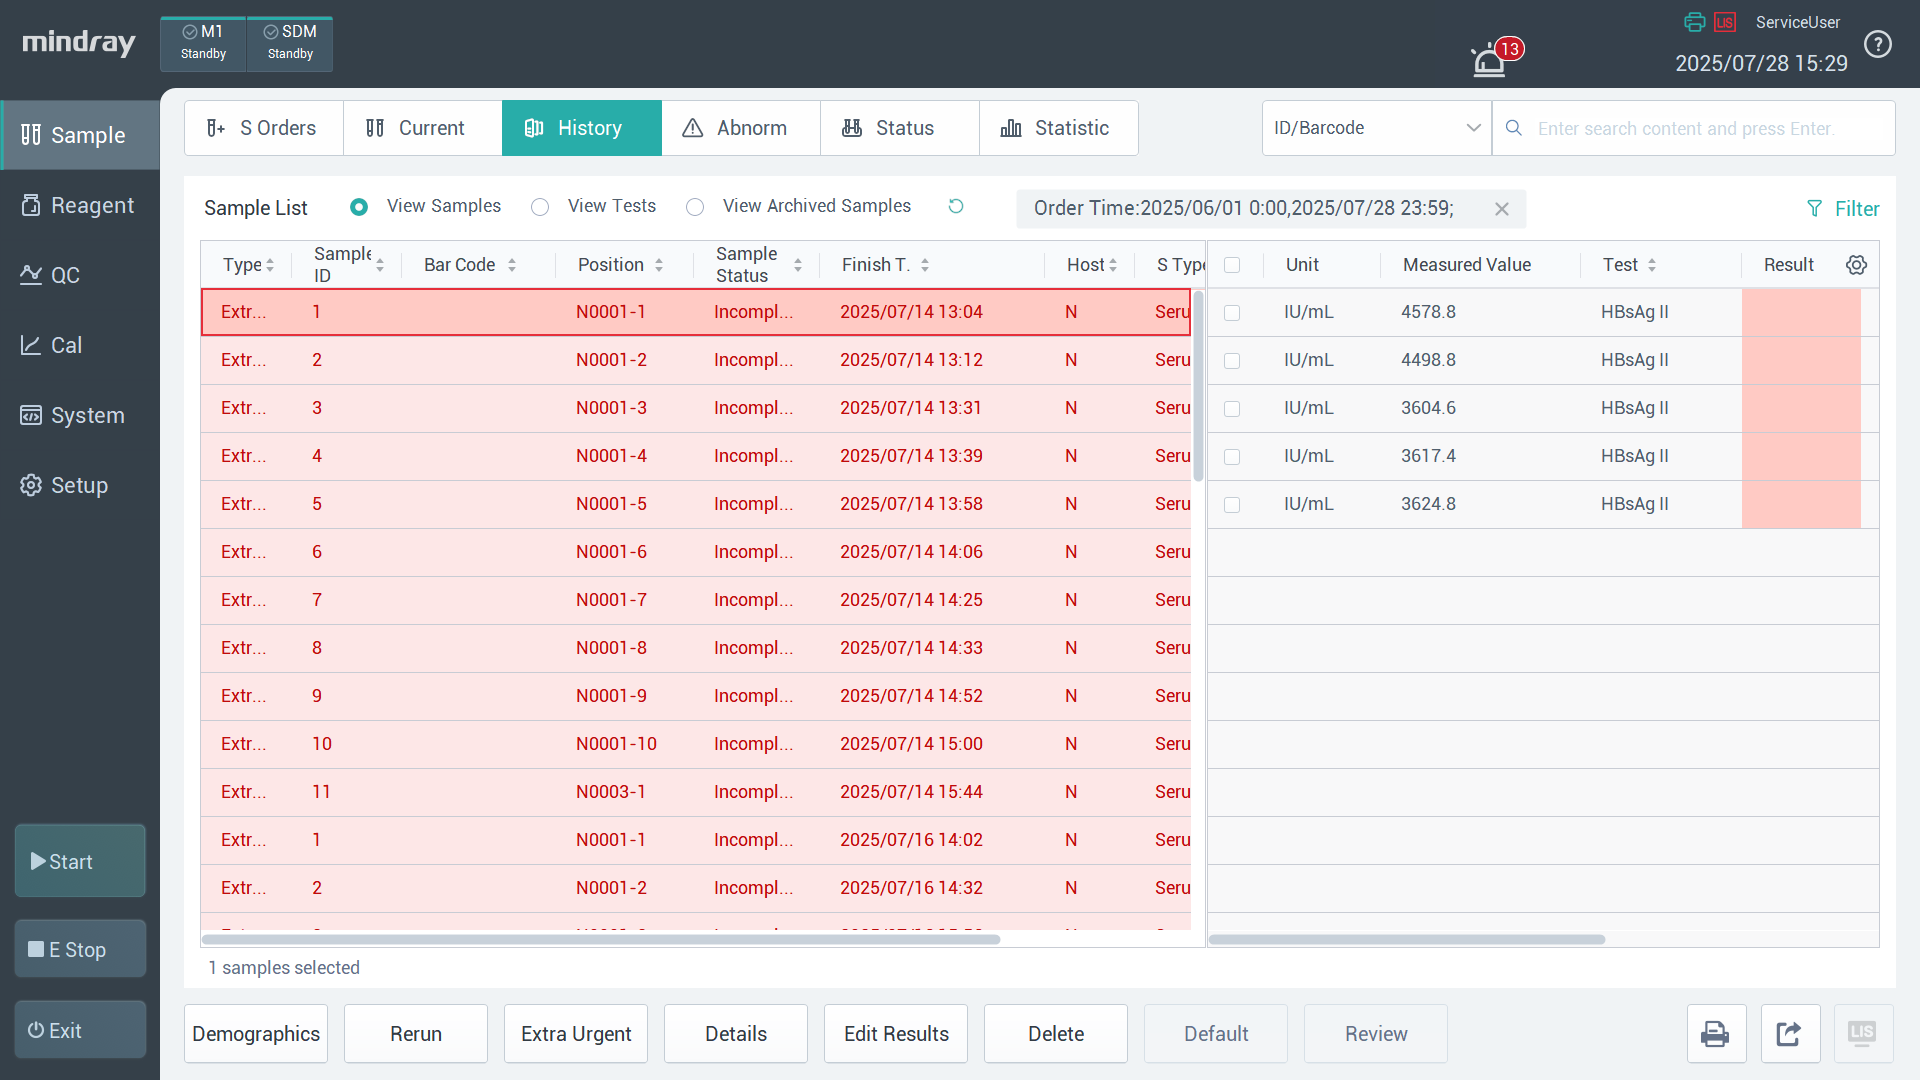 mindray
M1
Standby
SDM
Standby
13
LIS
ServiceUser
2025/07/28 15:29
Sample
Reagent
QC
Cal
System
Setup
Start
E Stop
Exit
S Orders
Current
History
Abnorm
Status
Statistic
ID/Barcode
Enter search content and press Enter.
Sample List
View Samples
View Tests
View Archived Samples
Order Time:2025/06/01 0:00,2025/07/28 23:59;
Filter
Type Sample ID Bar Code Position Sample Status Finish T. Host S Type
Extr... 1 N0001-1 Incompl... 2025/07/14 13:04 N Seru
Extr... 2 N0001-2 Incompl... 2025/07/14 13:12 N Seru
Extr... 3 N0001-3 Incompl... 2025/07/14 13:31 N Seru
Extr... 4 N0001-4 Incompl... 2025/07/14 13:39 N Seru
Extr... 5 N0001-5 Incompl... 2025/07/14 13:58 N Seru
Extr... 6 N0001-6 Incompl... 2025/07/14 14:06 N Seru
Extr... 7 N0001-7 Incompl... 2025/07/14 14:25 N Seru
Extr... 8 N0001-8 Incompl... 2025/07/14 14:33 N Seru
Extr... 9 N0001-9 Incompl... 2025/07/14 14:52 N Seru
Extr... 10 N0001-10 Incompl... 2025/07/14 15:00 N Seru
Extr... 11 N0003-1 Incompl... 2025/07/14 15:44 N Seru
Extr... 1 N0001-1 Incompl... 2025/07/16 14:02 N Seru
Extr... 2 N0001-2 Incompl... 2025/07/16 14:32 N Seru
Unit Measured Value Test Result
IU/mL 4578.8 HBsAg II
IU/mL 4498.8 HBsAg II
IU/mL 3604.6 HBsAg II
IU/mL 3617.4 HBsAg II
IU/mL 3624.8 HBsAg II
1 samples selected
Demographics
Rerun
Extra Urgent
Details
Edit Results
Delete
Default
Review
LIS